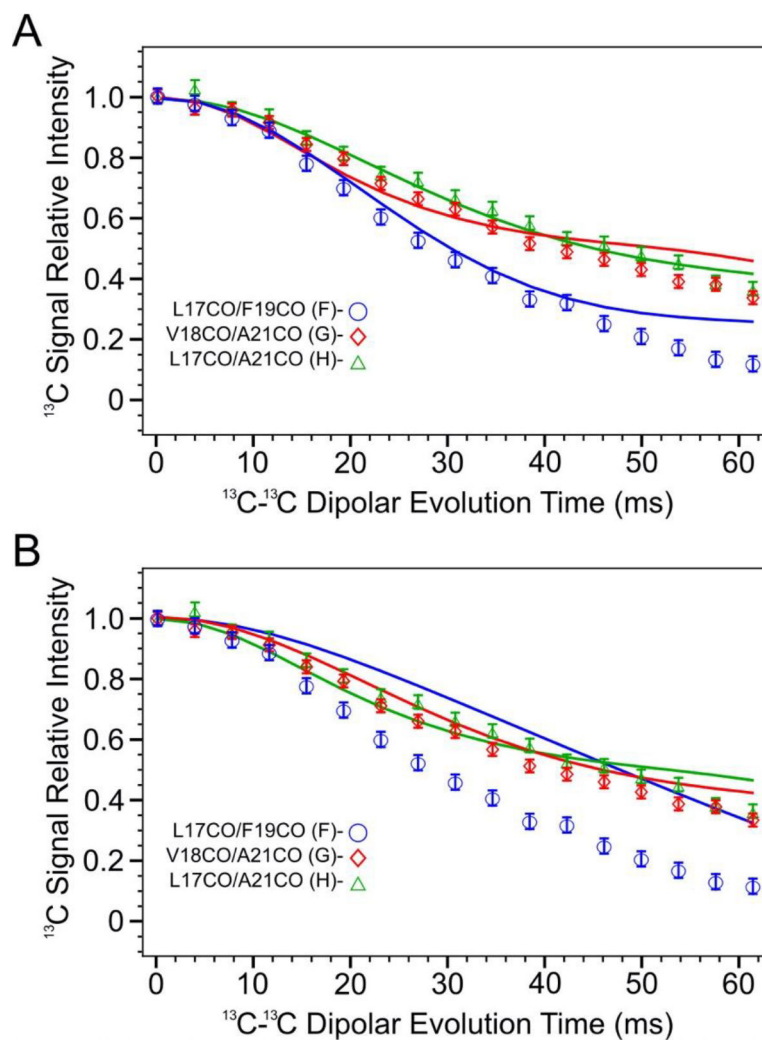 A
¹³C Signal Relative Intensity
1.0
0.8
0.6
0.4
0.2
0
L17CO/F19CO (F)-
V18CO/A21CO (G)-
L17CO/A21CO (H)-
0 10 20 30 40 50 60
¹³C-¹³C Dipolar Evolution Time (ms)
B
¹³C Signal Relative Intensity
1.0
0.8
0.6
0.4
0.2
0
L17CO/F19CO (F)-
V18CO/A21CO (G)-
L17CO/A21CO (H)-
0 10 20 30 40 50 60
¹³C-¹³C Dipolar Evolution Time (ms)